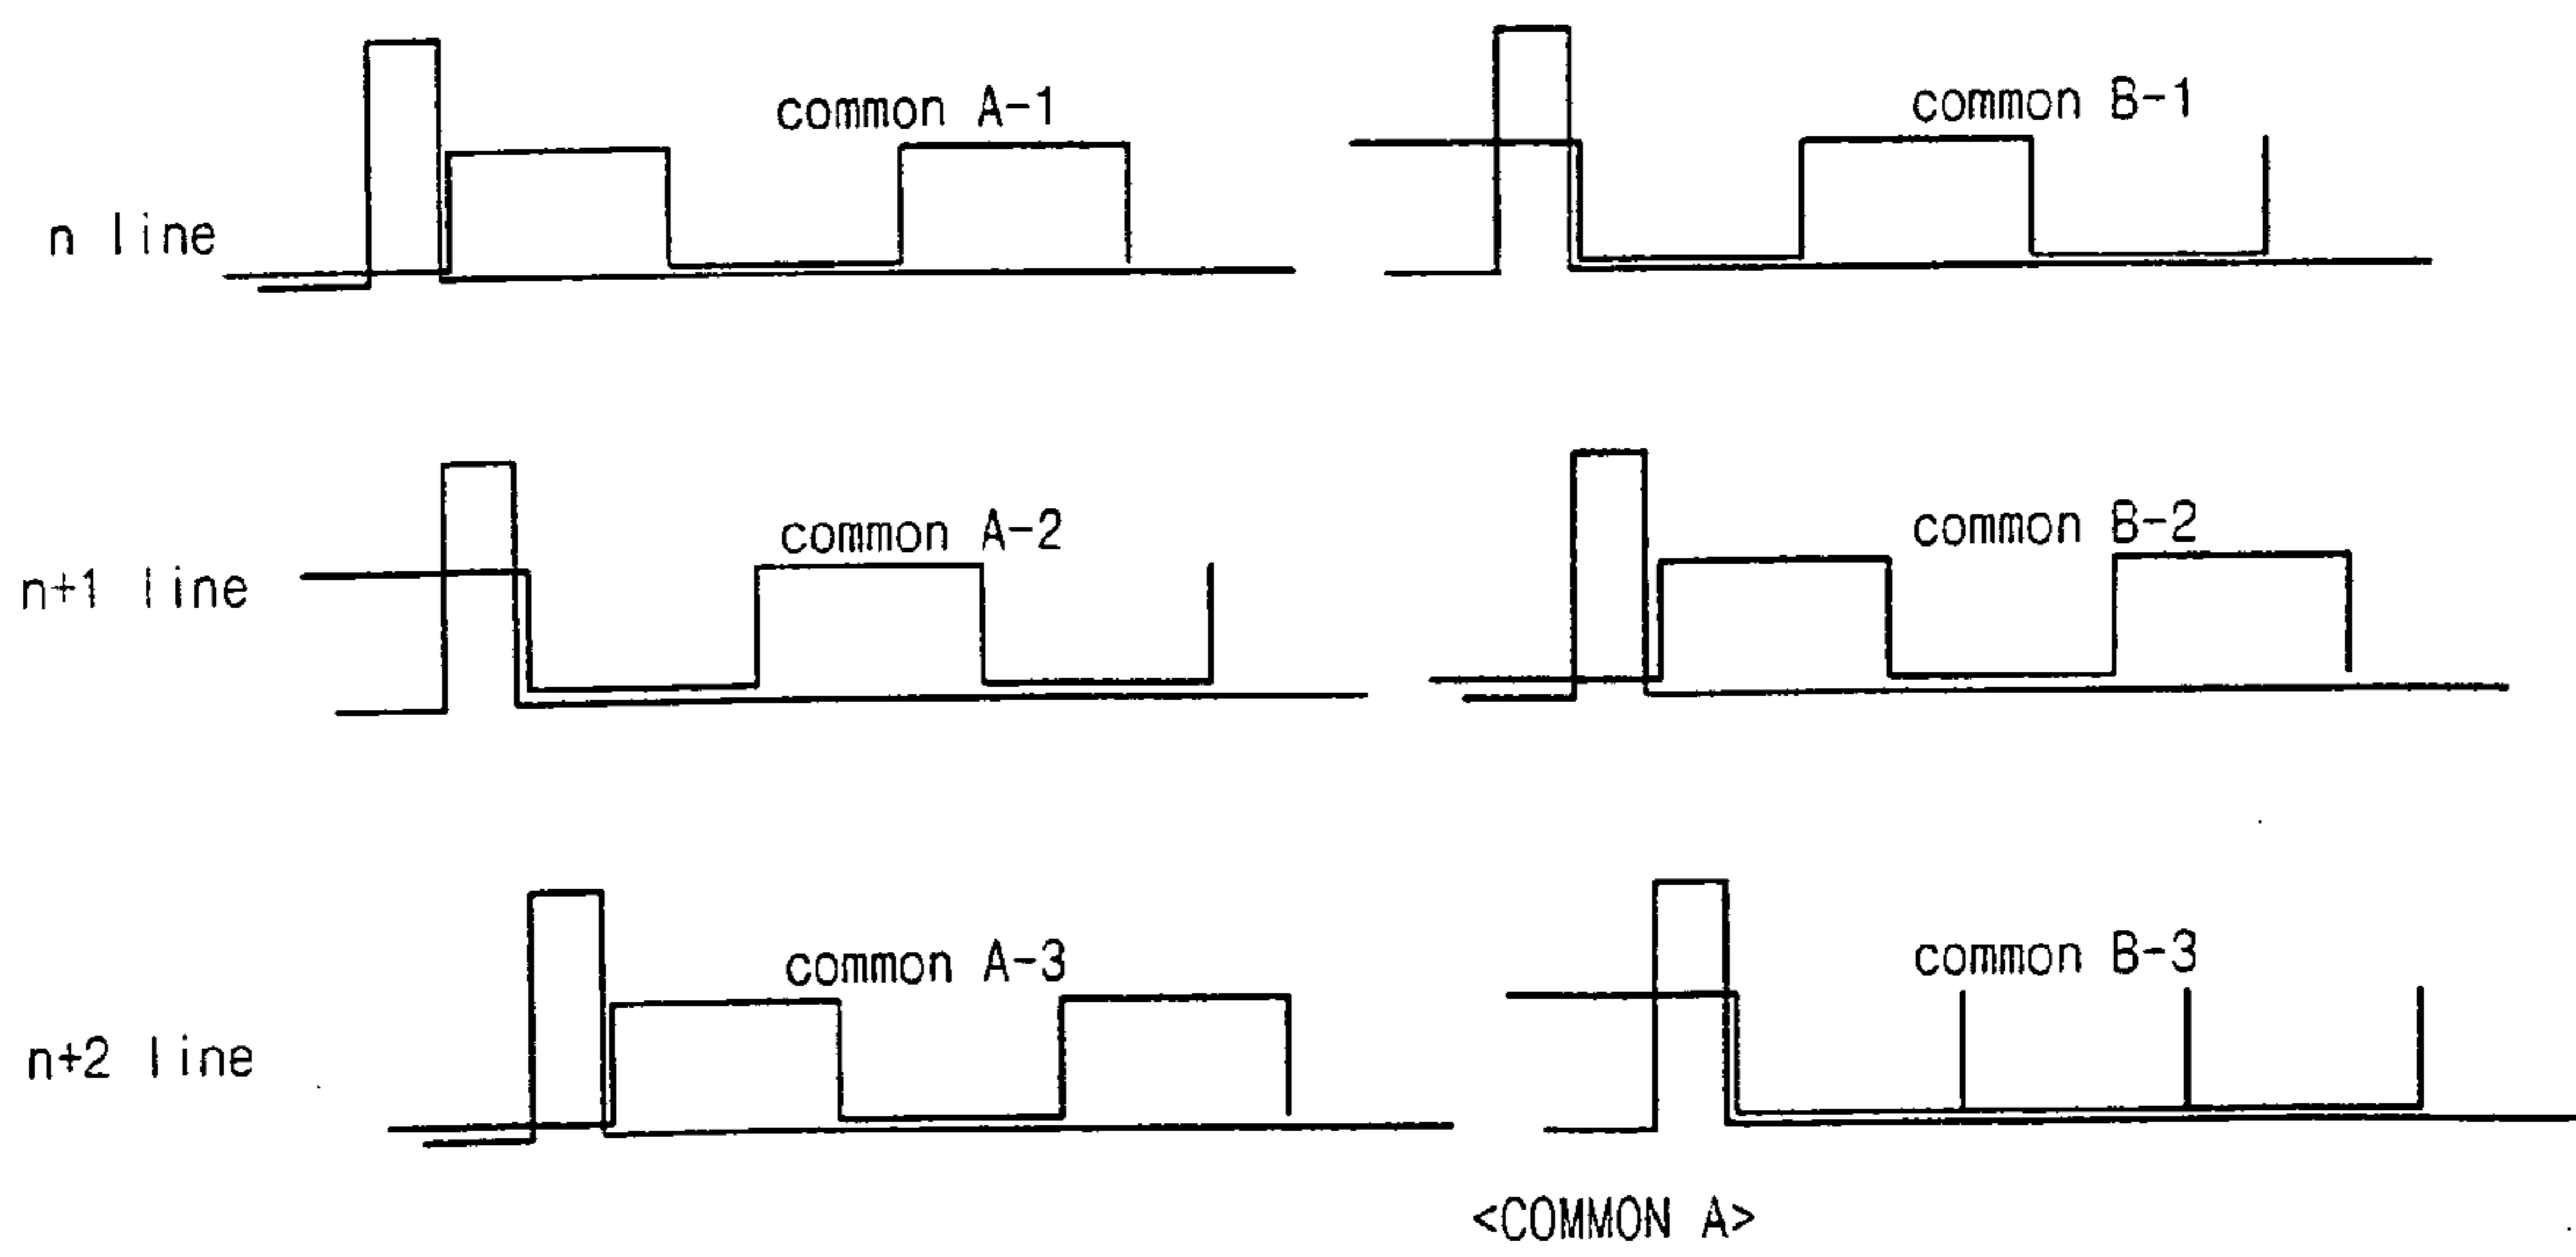 common A-1
common B-1
n line
common A-2
common B-2
n+1 line
common A-3
common B-3
n+2 line
<COMMON A>